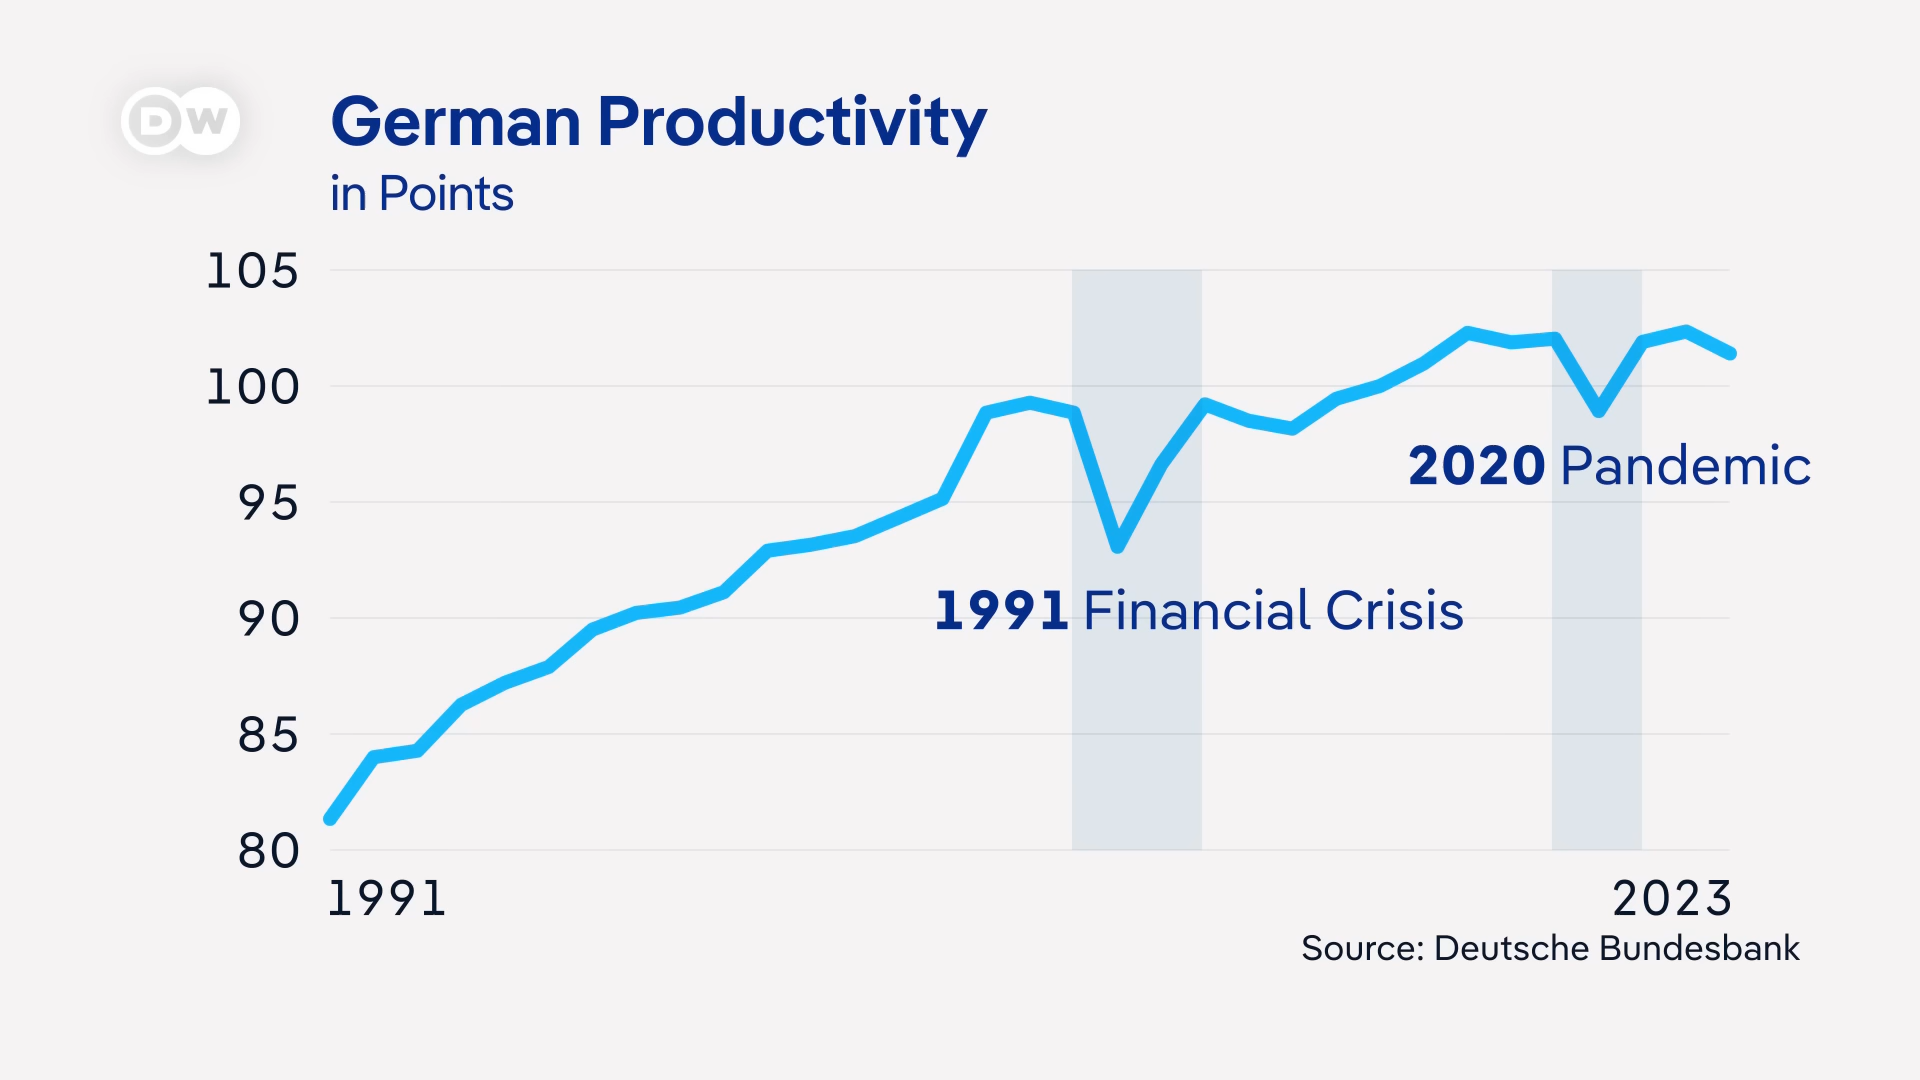 DW
German Productivity
in Points
105
100
95
90
85
80
2020 Pandemic
1991 Financial Crisis
1991
2023
Source: Deutsche Bundesbank